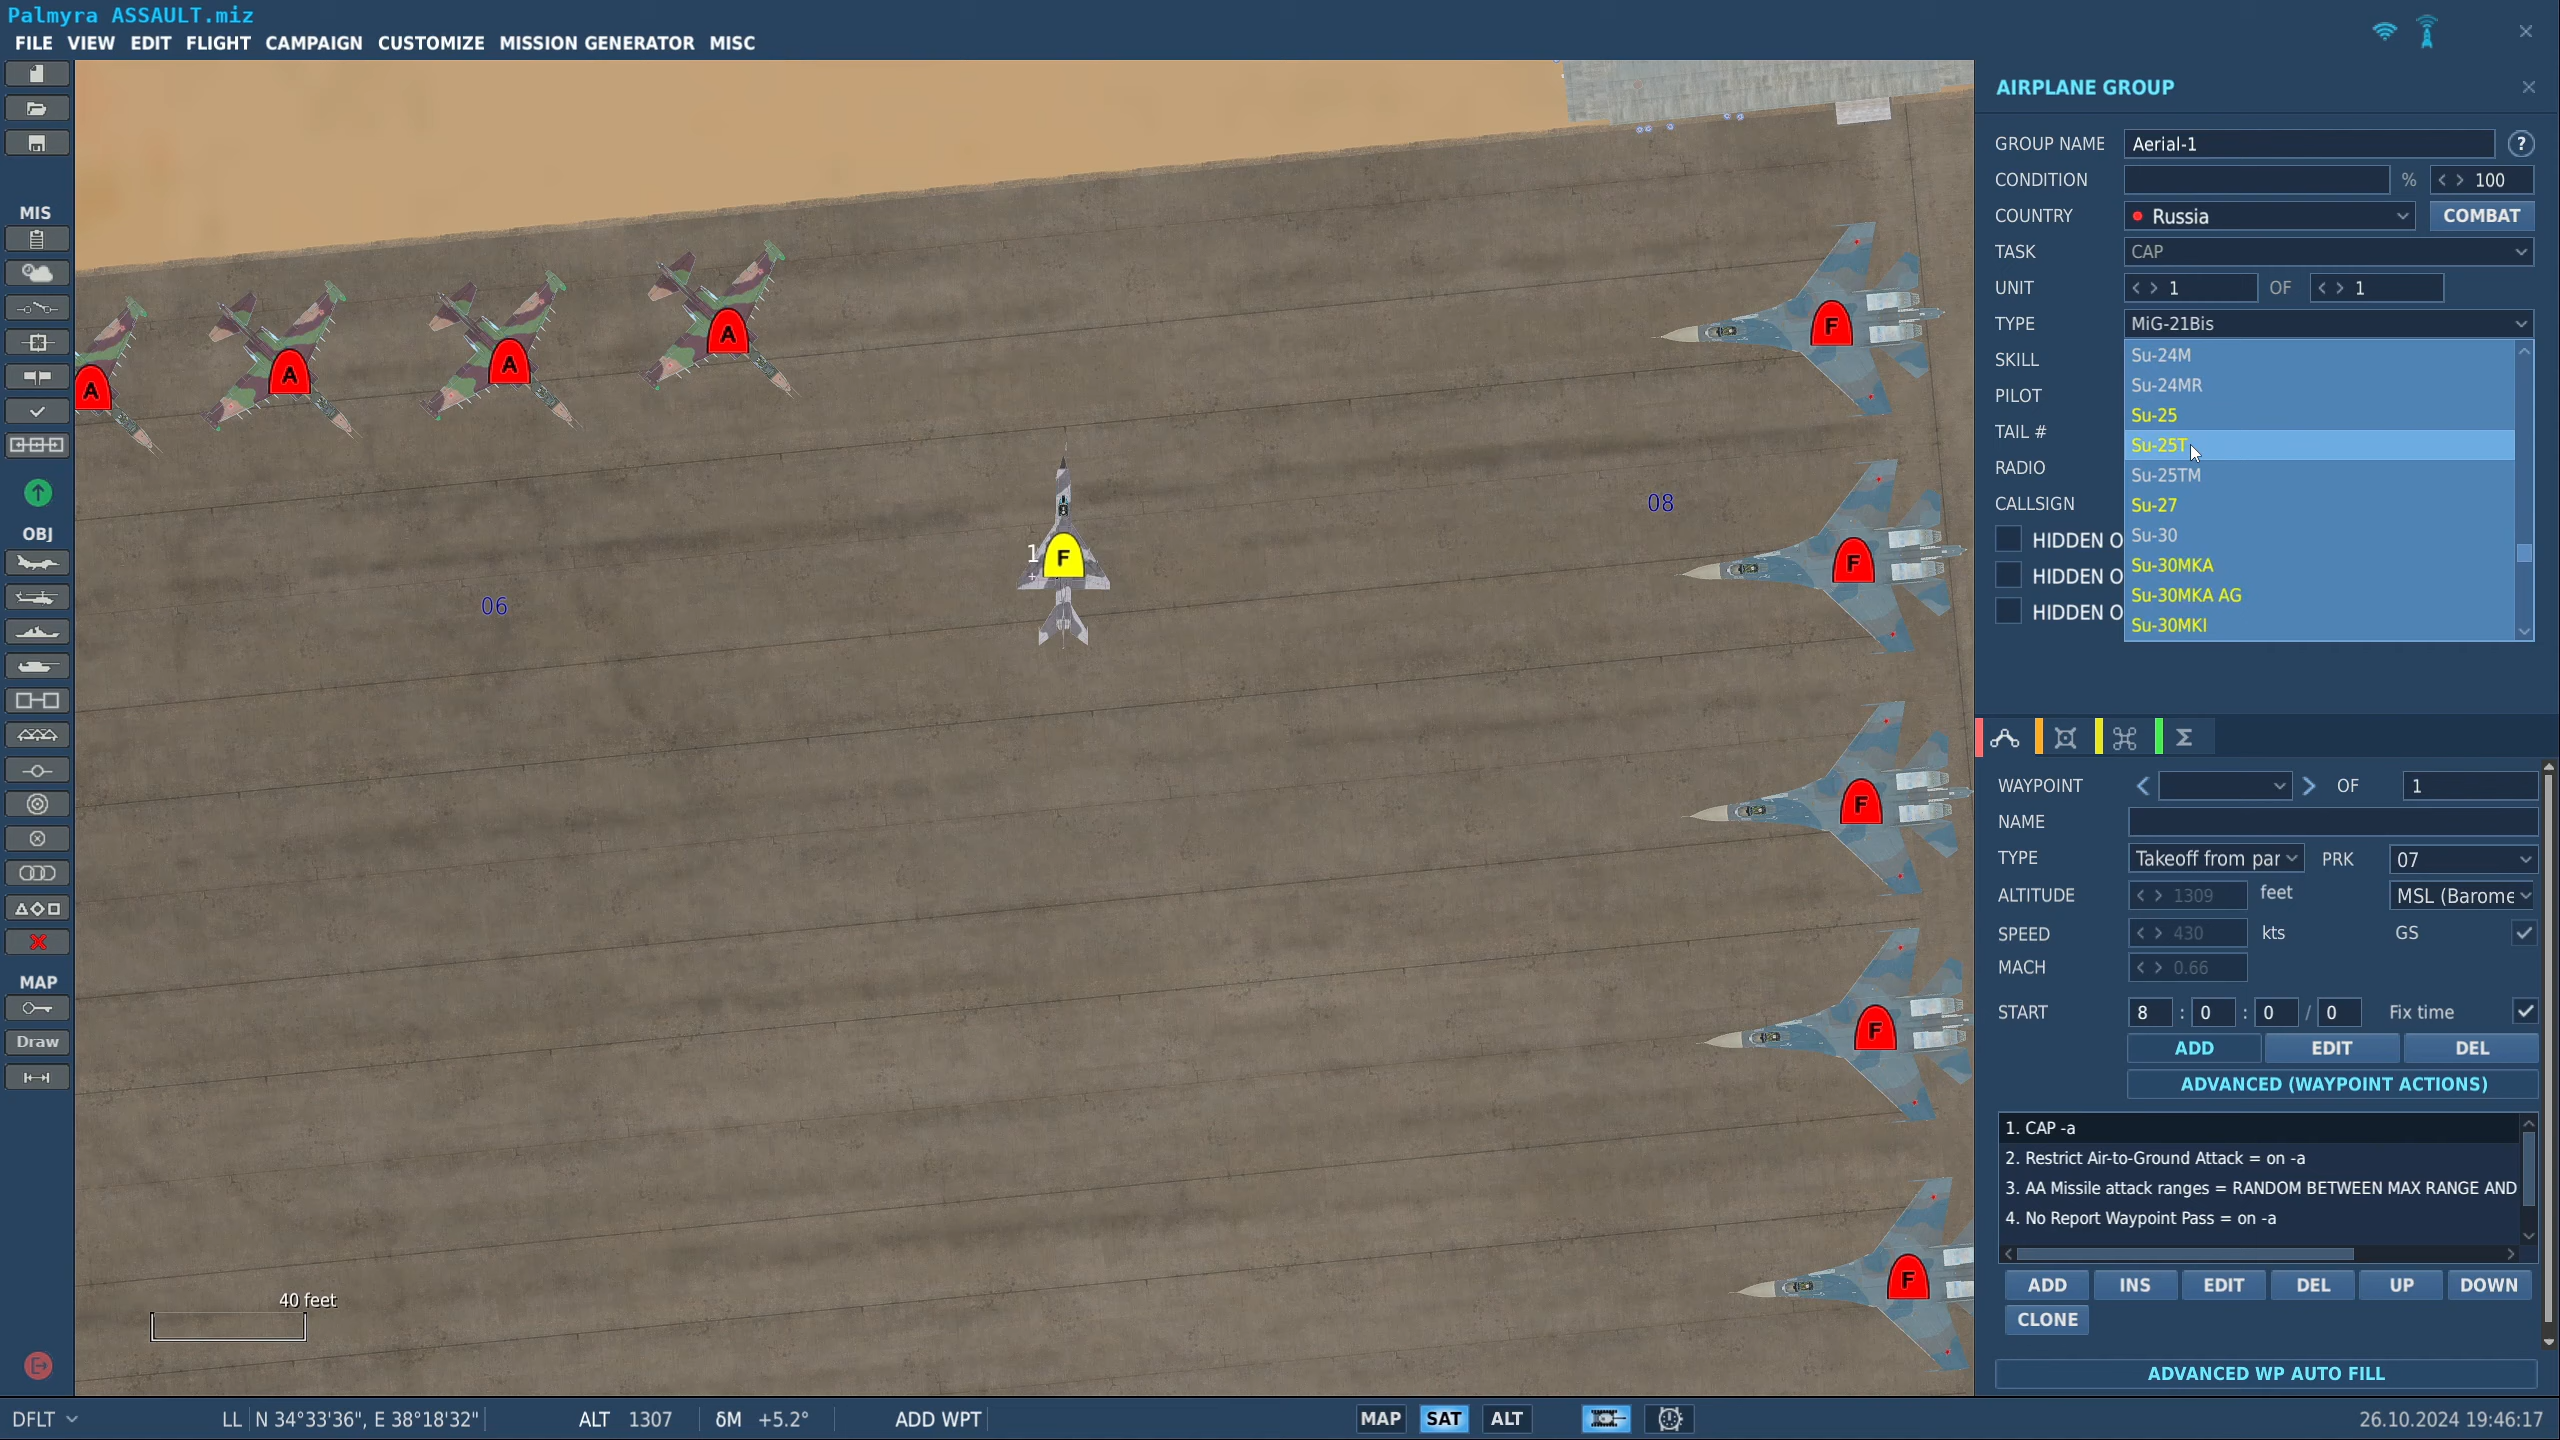 Palmyra ASSAULT.miz
FILE VIEW EDIT FLIGHT CAMPAIGN CUSTOMIZE MISSION GENERATOR MISC
MIS
OBJ
MAP
Draw
A
A
A
A
F
F
F
F
F
1
F
06
08
40 feet
AIRPLANE GROUP
GROUP NAME Aerial-1 ?
CONDITION % < > 100
COUNTRY Russia COMBAT
TASK CAP
UNIT < > 1 OF < > 1
TYPE MiG-21Bis
SKILL
PILOT
TAIL #
RADIO
CALLSIGN
HIDDEN O
HIDDEN O
HIDDEN O
Su-24M
Su-24MR
Su-25
Su-25T
Su-25TM
Su-27
Su-30
Su-30MKA
Su-30MKA AG
Su-30MKI
Σ
WAYPOINT < > OF 1
NAME
TYPE Takeoff from par PRK 07
ALTITUDE < > 1309 feet MSL (Barome
SPEED < > 430 kts GS
MACH < > 0.66
START 8 : 0 : 0 / 0 Fix time
ADD EDIT DEL
ADVANCED (WAYPOINT ACTIONS)
1. CAP -a
2. Restrict Air-to-Ground Attack = on -a
3. AA Missile attack ranges = RANDOM BETWEEN MAX RANGE AND
4. No Report Waypoint Pass = on -a
ADD INS EDIT DEL UP DOWN
CLONE
ADVANCED WP AUTO FILL
DFLT LL N 34°33'36", E 38°18'32" ALT 1307 δM +5.2° ADD WPT MAP SAT ALT 26.10.2024 19:46:17